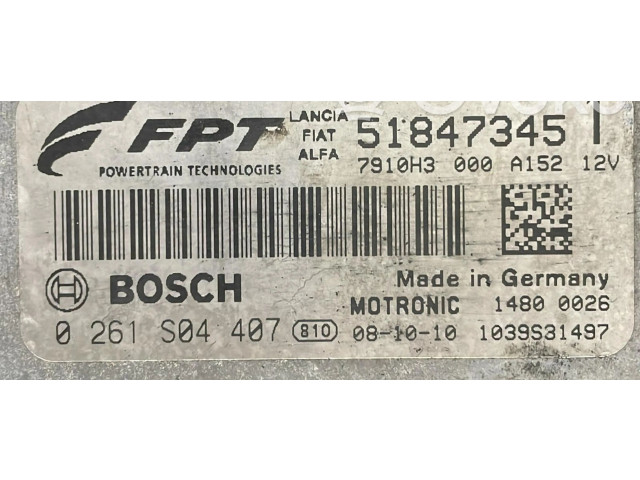 FPT
POWERTRAIN TECHNOLOGIES
LANCIA
FIAT
ALFA
51847345
7910H3 000 A152 12V
BOSCH
Made in Germany
MOTRONIC 1480 0026
0 261 S04 407 810 08-10-10 1039S31497